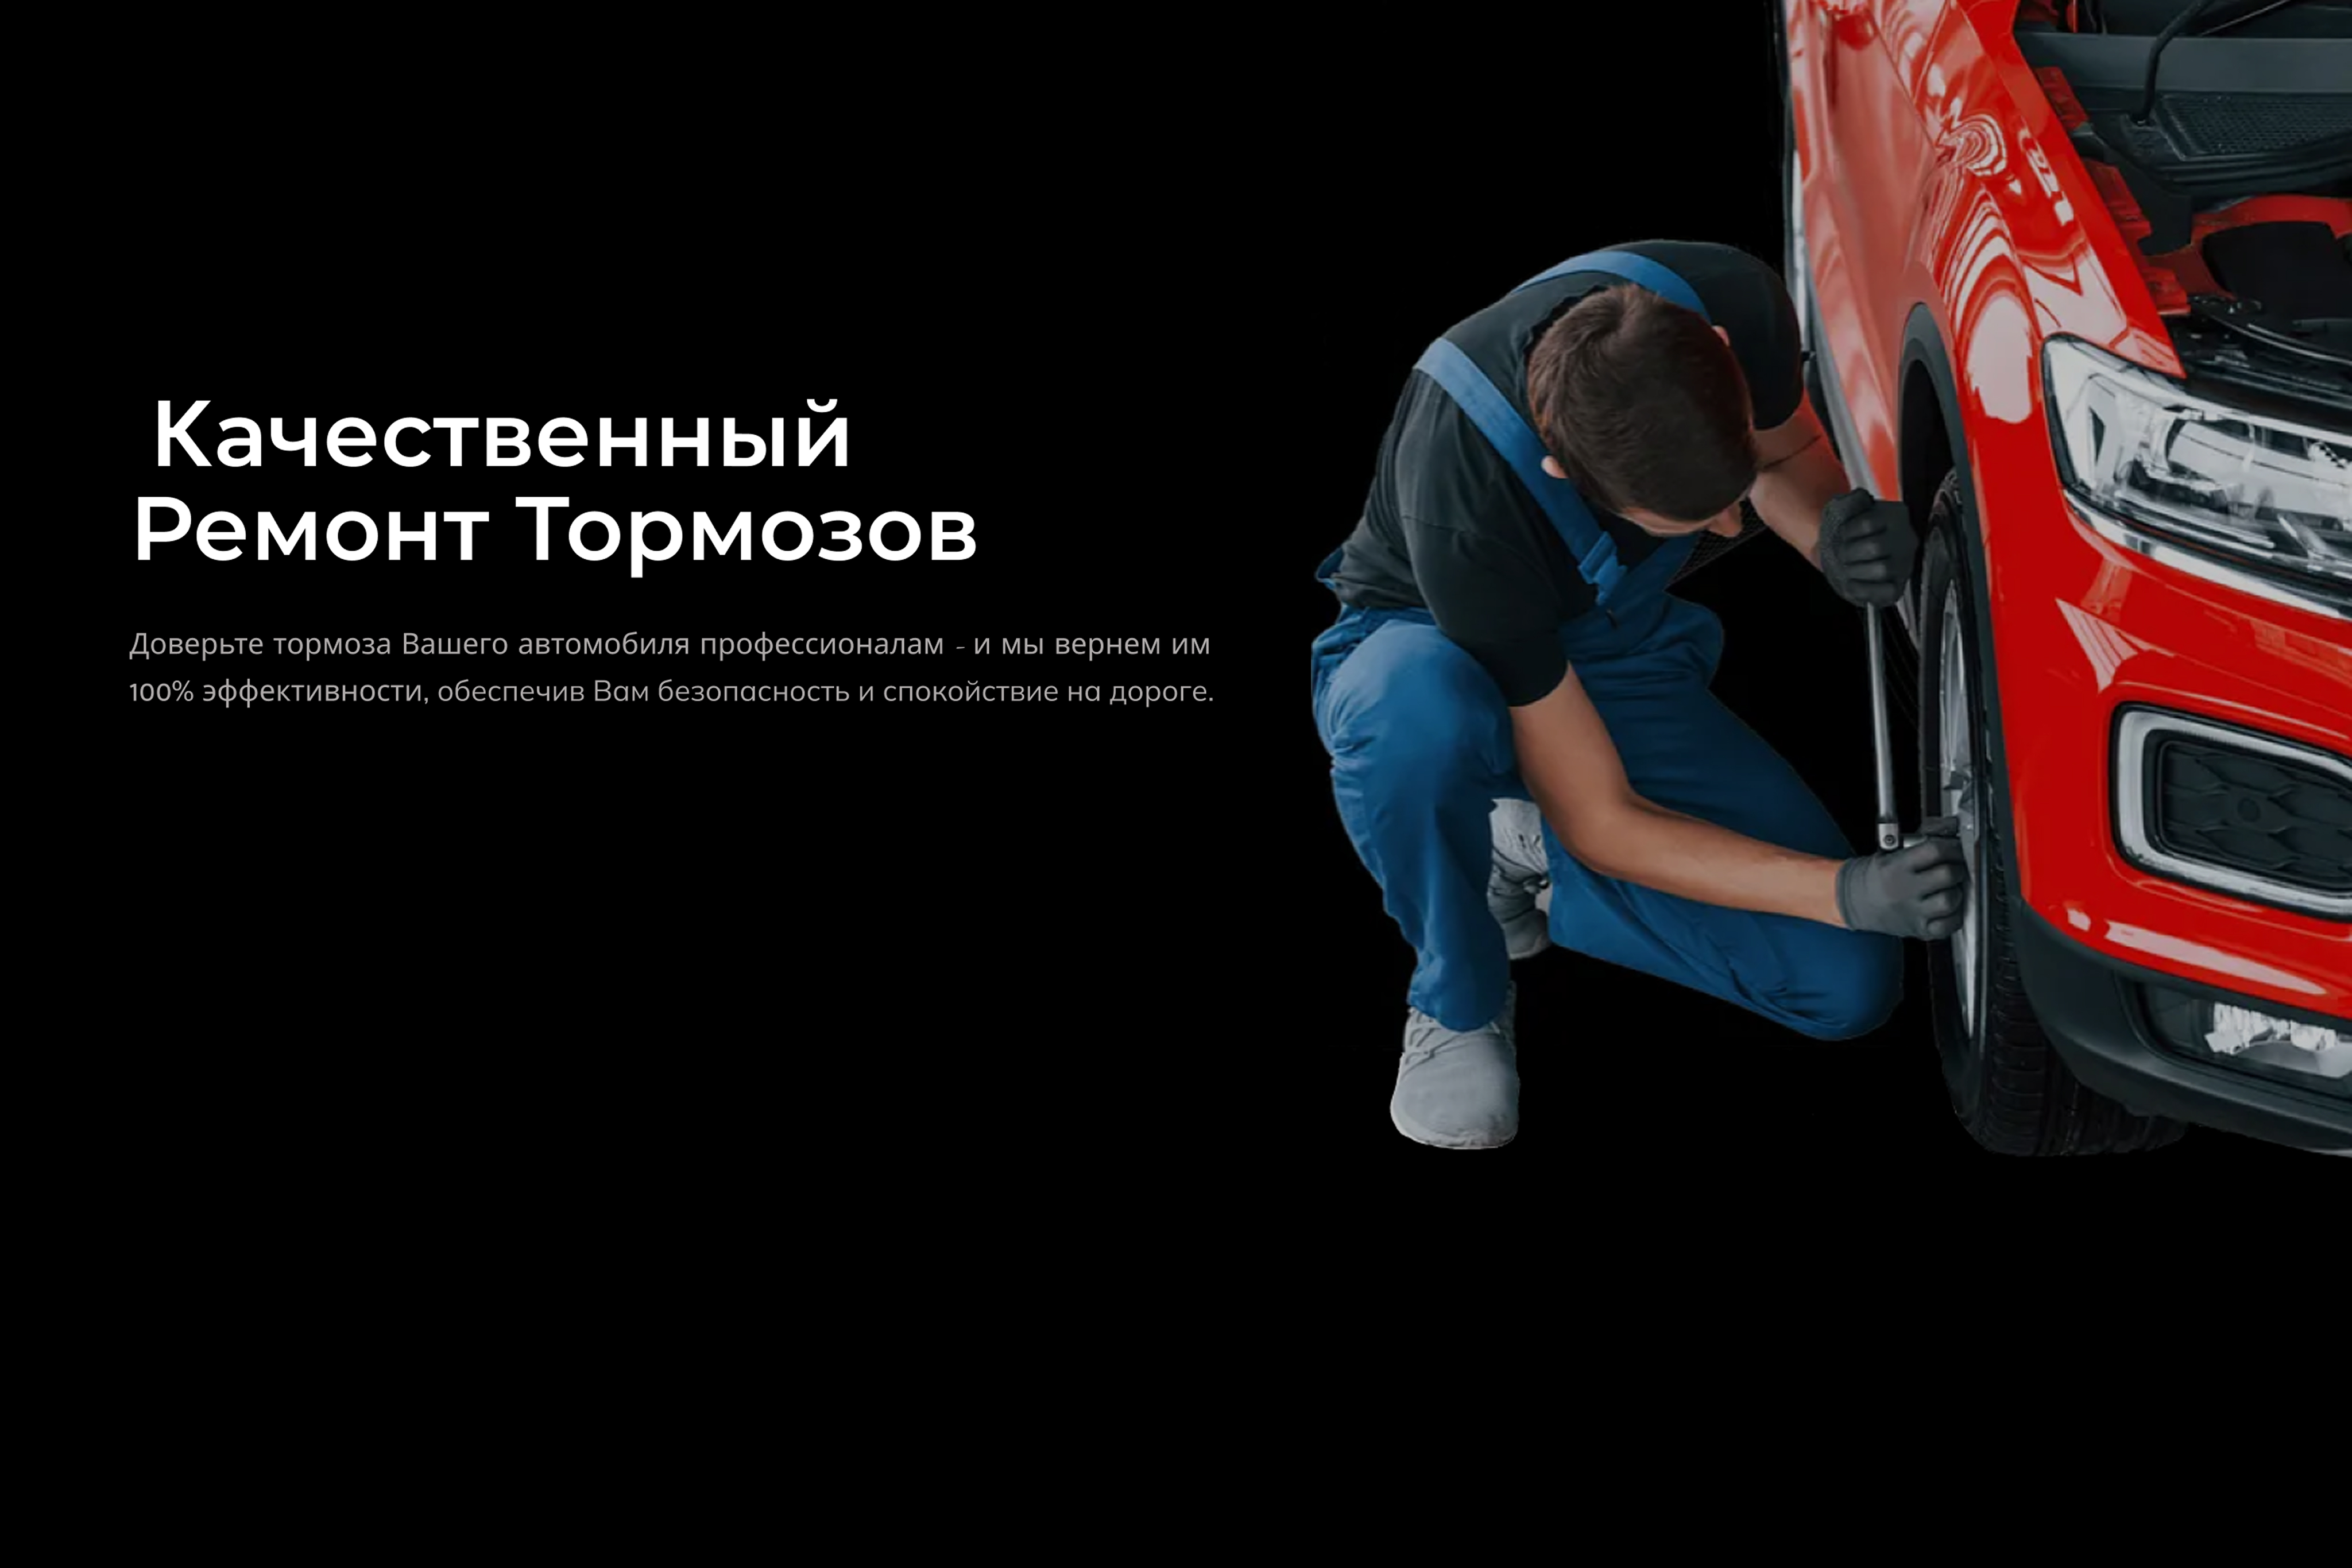 Качественный
Ремонт Тормозов
Доверьте тормоза Вашего автомобиля профессионалам - и мы вернем им
100% эффективности, обеспечив Вам безопасность и спокойствие на дороге.